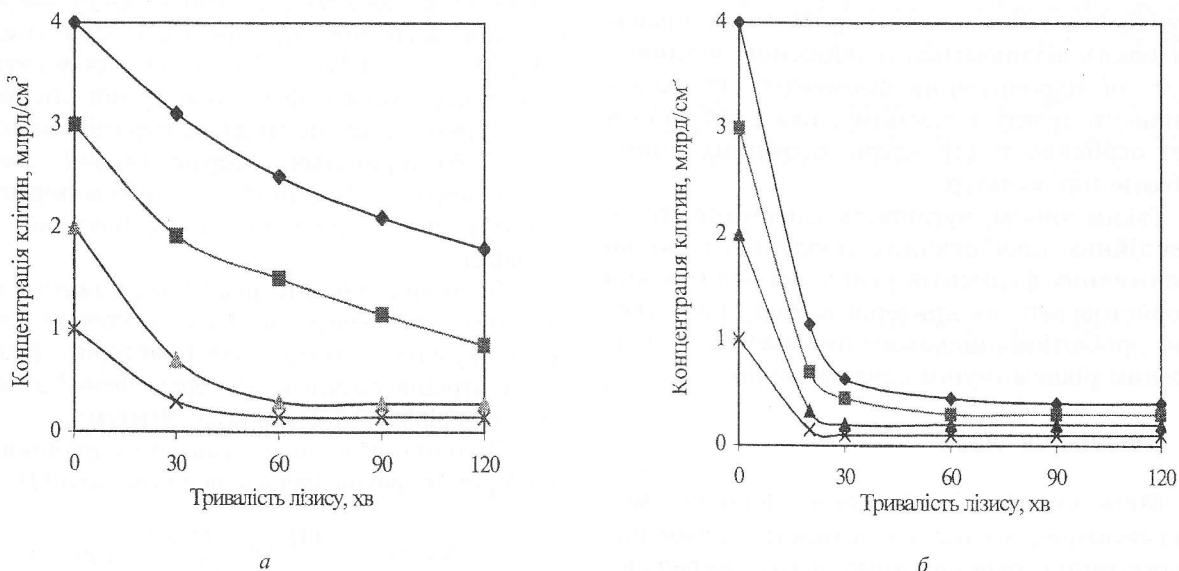 Концентрація клітин, млрд/см³
4
3
2
1
0
0 30 60 90 120
Тривалість лізису, хв
а
Концентрація клітин, млрд/см³
4
3
2
1
0
0 30 60 90 120
Тривалість лізису, хв
б